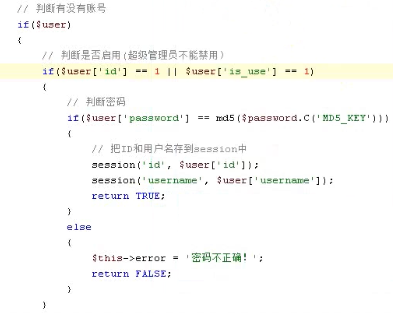 // 判断有没有账号
if($user)
{
// 判断是否启用(超级管理员不能禁用)
if($user['id'] == 1 || $user['is_use'] == 1)
{
// 判断密码
if($user['password'] == md5($password.C('MD5_KEY')))
{
// 把ID和用户名存到session中
session('id', $user['id']);
session('username', $user['username']);
return TRUE;
}
else
{
$this->error = '密码不正确！';
return FALSE;
}
}